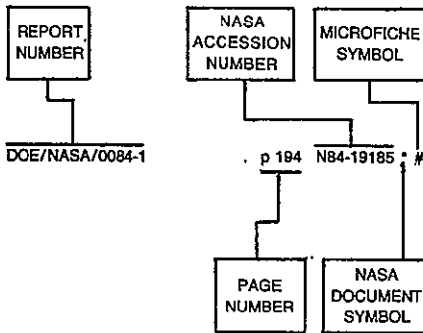 REPORT
NUMBER
NASA
ACCESSION
NUMBER
MICROFICHE
SYMBOL
DOE/NASA/0084-1
. p 194 N84-19185 * #
PAGE
NUMBER
NASA
DOCUMENT
SYMBOL